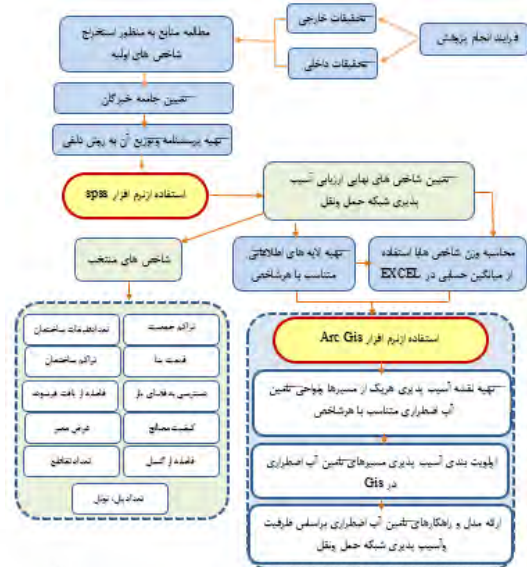 فرایند انجام پژوهش
تحقیقات خارجی
تحقیقات داخلی
مطالعه منابع به منظور استخراج
شاخص های اولیه
تعیین جامعه خبرگان
تهیه پرسشنامه وتوزیع آن به روش دلفی
استفاده ازنرم افزار spss
تعیین شاخص های نهایی ارزیابی آسیب
پذیری شبکه حمل ونقل
شاخص های منتخب
تهیه لایه های اطلاعاتی
متناسب با هرشاخص
محاسبه وزن شاخص هابا استفاده
از میانگین حسابی در EXCEL
تراکم جمعیت
تعدادطبقات ساختمان
قدمت بنا
تراکم ساختمان
دسترسی به فضای باز
فاصله از بافت فرسوده
کیفیت مصالح
عرض معبر
فاصله از گسل
تعداد تقاطع
تعداد پل، تونل
استفاده ازنرم افزار Arc Gis
تهیه نقشه آسیب پذیری هریک از مسیرها ونواحی تامین
آب اضطراری متناسب با هرشاخص
اولویت بندی آسیب پذیری مسیرهای تامین آب اضطراری
در Gis
ارائه مدل و راهکارهای تامین آب اضطراری براساس ظرفیت
وآسیب پذیری شبکه حمل ونقل